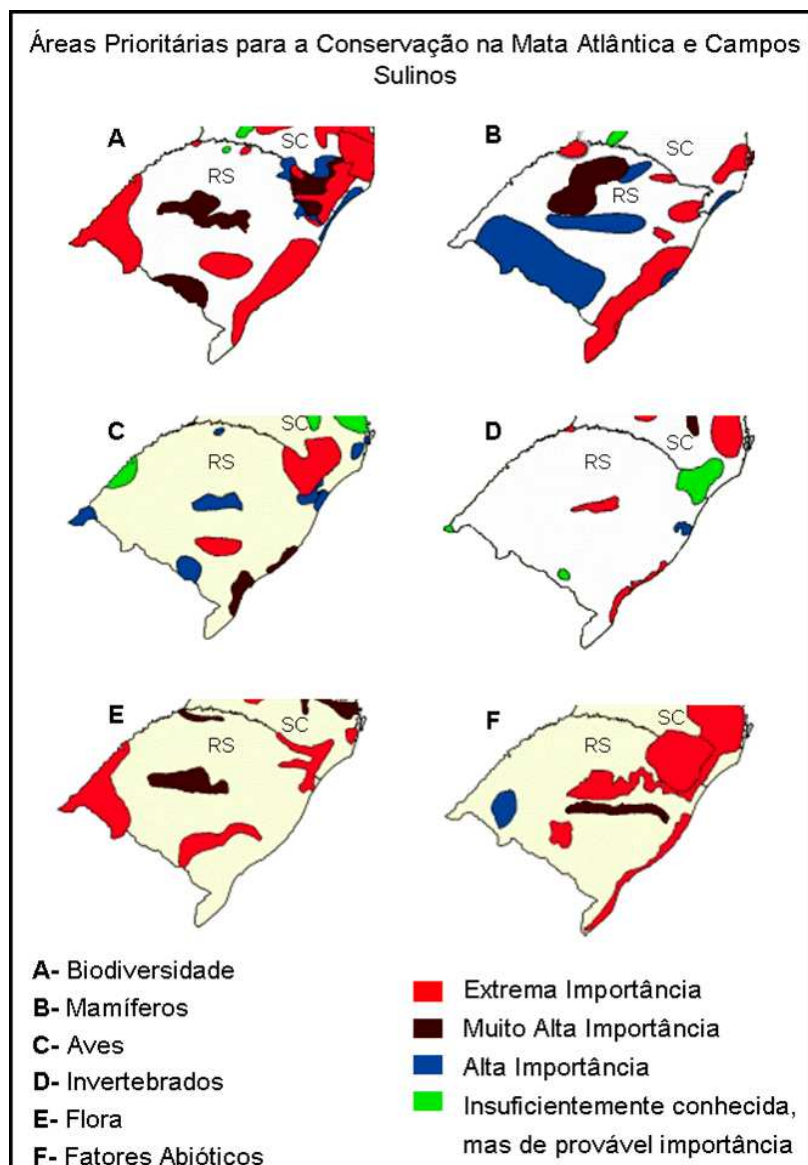 Áreas Prioritárias para a Conservação na Mata Atlântica e Campos
Sulinos
A
SC
RS
B
SC
RS
C
SC
RS
D
SC
RS
E
SC
RS
F
SC
RS
A- Biodiversidade
B- Mamíferos
C- Aves
D- Invertebrados
E- Flora
F- Fatores Abióticos
Extrema Importância
Muito Alta Importância
Alta Importância
Insuficientemente conhecida,
mas de provável importância